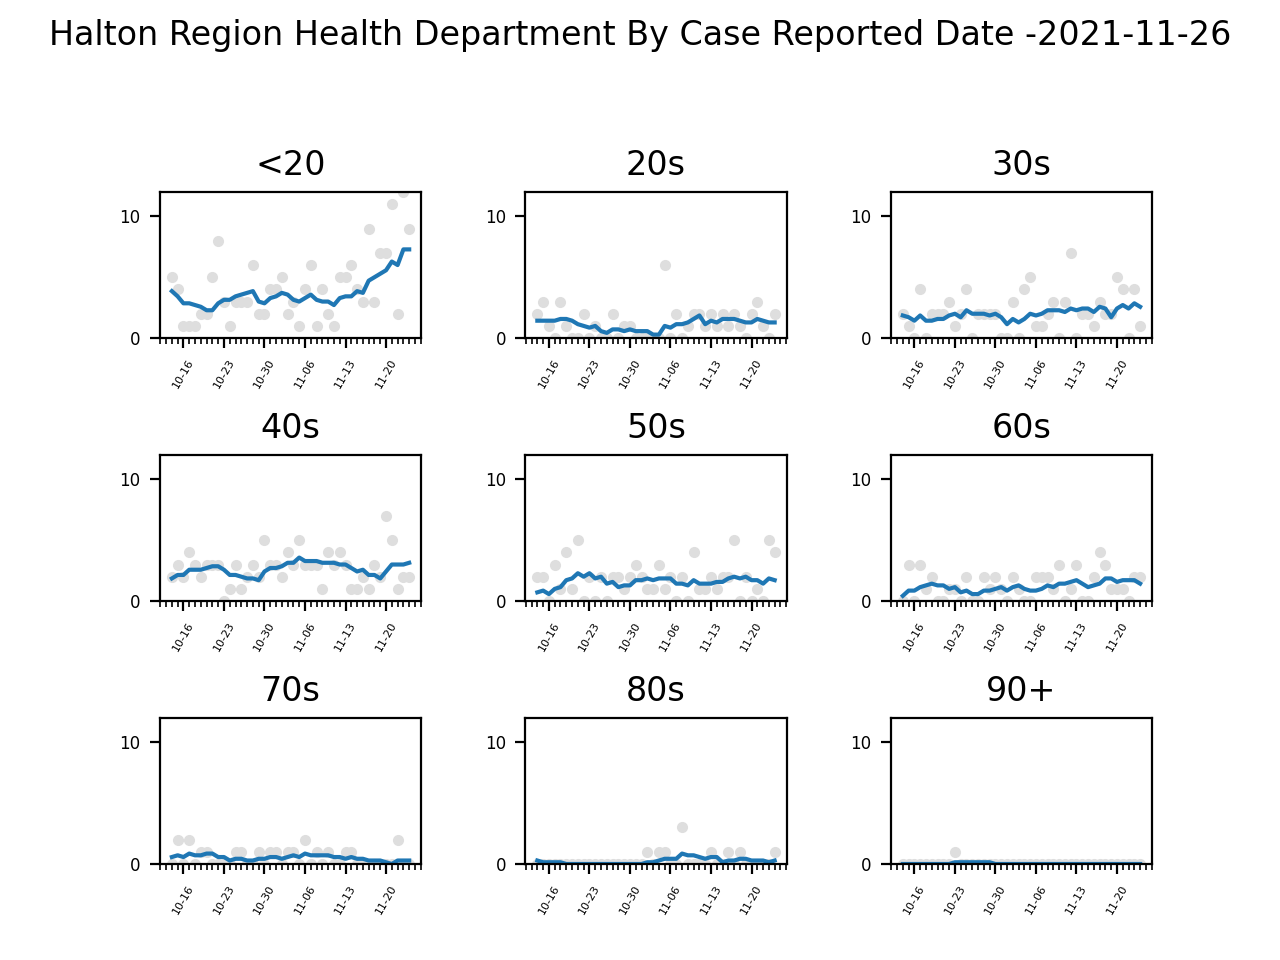 Halton Region Health Department By Case Reported Date -2021-11-26
<20 20s 30s
10 10 10
0 0 0
10-16 10-23 10-30 11-06 11-13 11-20 10-16 10-23 10-30 11-06 11-13 11-20 10-16 10-23 10-30 11-06 11-13 11-20
40s 50s 60s
10 10 10
0 0 0
10-16 10-23 10-30 11-06 11-13 11-20 10-16 10-23 10-30 11-06 11-13 11-20 10-16 10-23 10-30 11-06 11-13 11-20
70s 80s 90+
10 10 10
0 0 0
10-16 10-23 10-30 11-06 11-13 11-20 10-16 10-23 10-30 11-06 11-13 11-20 10-16 10-23 10-30 11-06 11-13 11-20